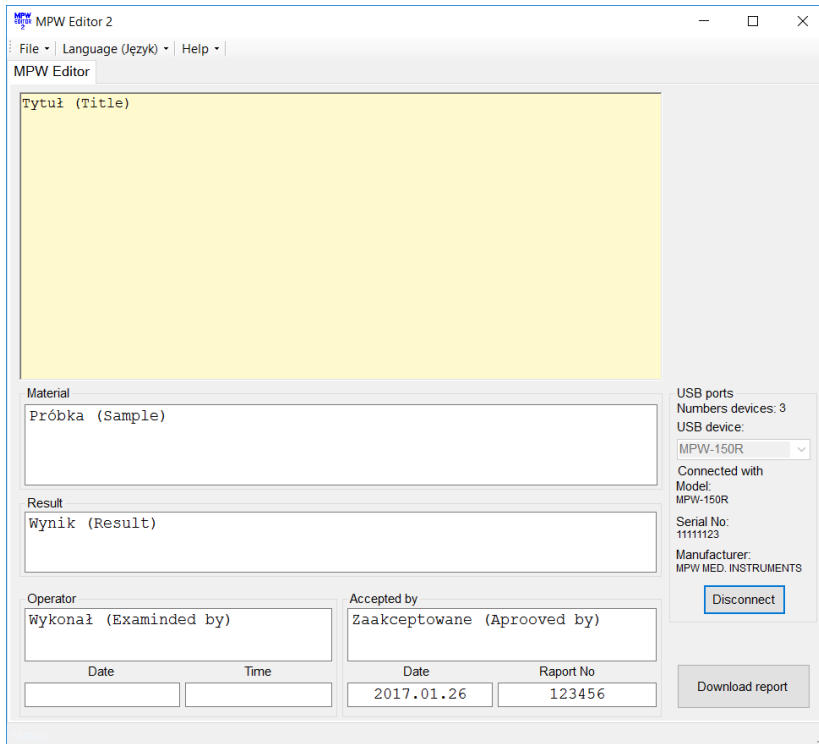 MPW EDITOR 2 MPW Editor 2
File Language (Język) Help
MPW Editor
Tytuł (Title)
Material
Próbka (Sample)
Result
Wynik (Result)
Operator
Wykonał (Examinded by)
Date Time
Accepted by
Zaakceptowane (Aprooved by)
Date Raport No
2017.01.26 123456
USB ports
Numbers devices: 3
USB device:
MPW-150R
Connected with
Model:
MPW-150R
Serial No:
11111123
Manufacturer:
MPW MED. INSTRUMENTS
Disconnect
Download report